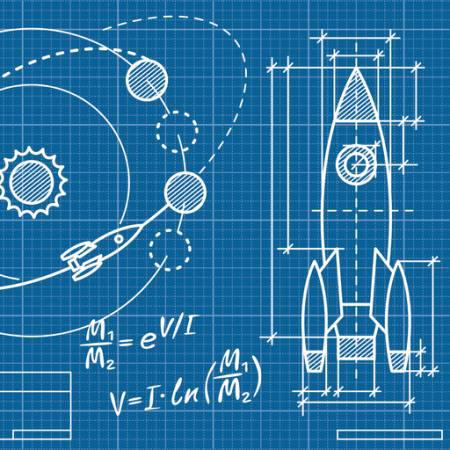 M₁/M₂ = e^V/I
V = I · ln(M₁/M₂)